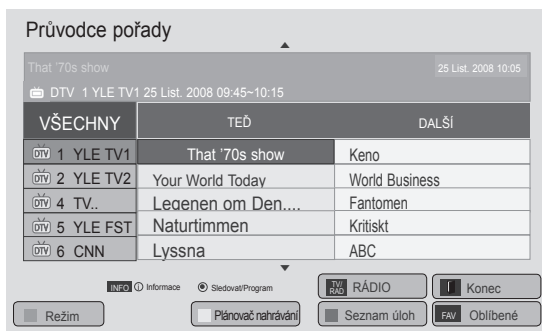 Průvodce pořady
That '70s show 25 List. 2008 10:05
DTV 1 YLE TV1 25 List. 2008 09:45~10:15
VŠECHNY TEĎ DALŠÍ
DTV 1 YLE TV1 That '70s show Keno
DTV 2 YLE TV2 Your World Today World Business
DTV 4 TV.. Legenen om Den.... Fantomen
DTV 5 YLE FST Naturtimmen Kritiskt
DTV 6 CNN Lyssna ABC
INFO i Informace Sledovat/Program TV/RAD RÁDIO Konec
Režim Plánovač nahrávání Seznam úloh FAV Oblíbené